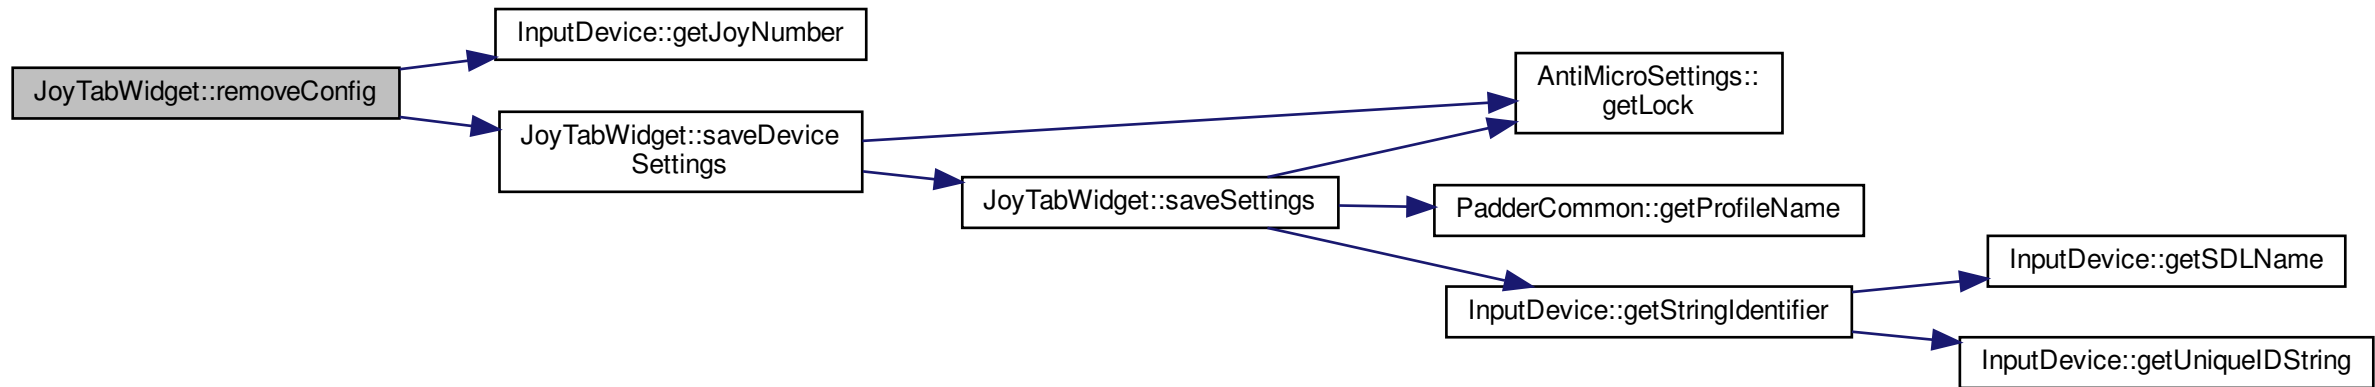 JoyTabWidget::removeConfig
InputDevice::getJoyNumber
JoyTabWidget::saveDevice
Settings
AntiMicroSettings::
getLock
JoyTabWidget::saveSettings
PadderCommon::getProfileName
InputDevice::getStringIdentifier
InputDevice::getSDLName
InputDevice::getUniqueIDString